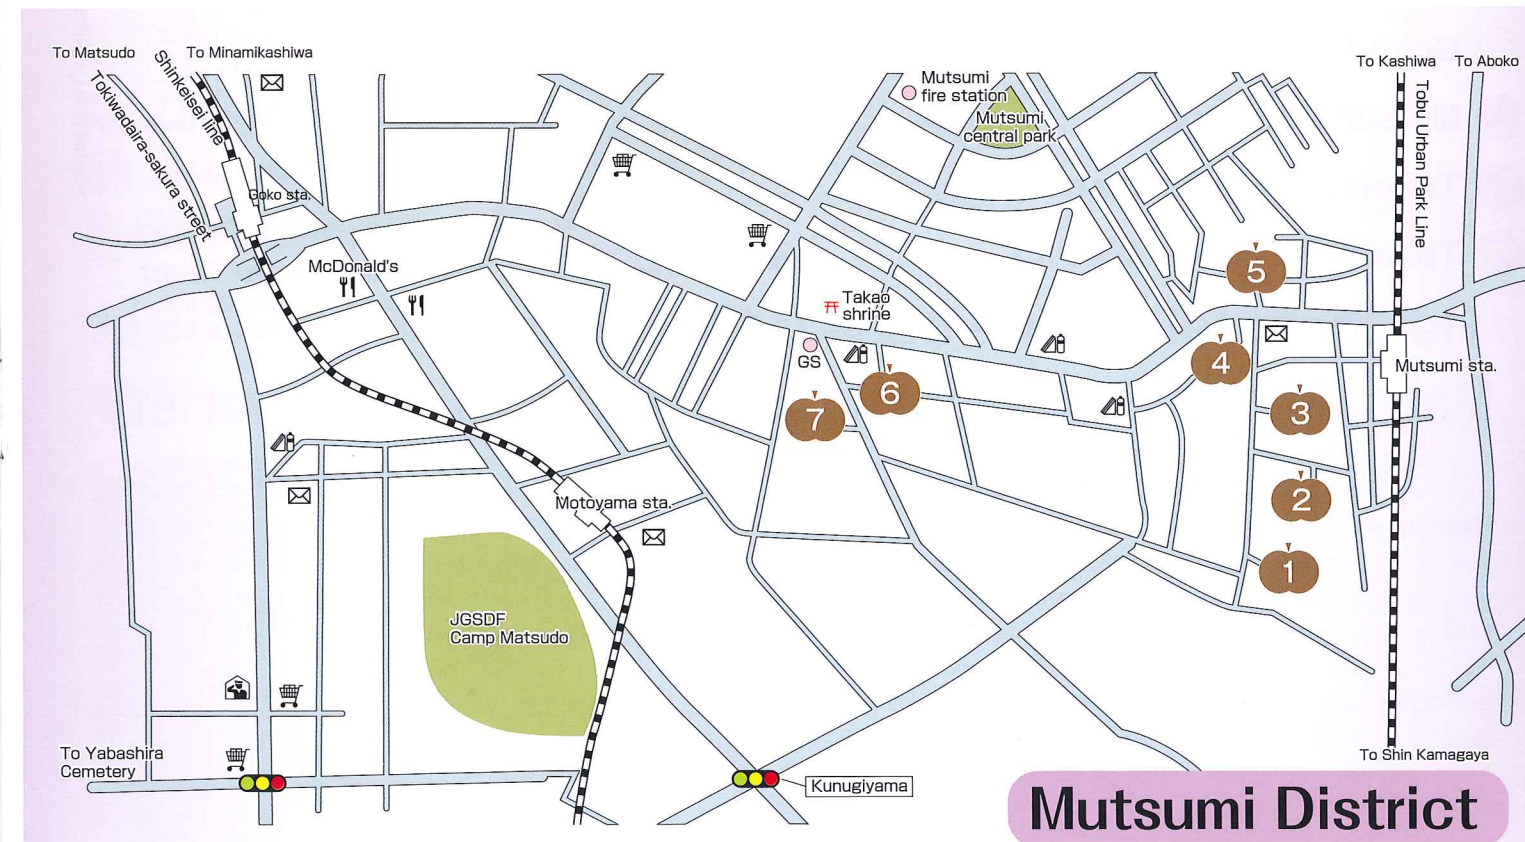 To Matsudo
To Minamikashiwa
Shinkeisei line
Tokiwadaira-sakura street
Goko sta.
McDonald's
Mutsumi
fire station
Mutsumi
central park
To Kashiwa
To Aboko
Tobu Urban Park Line
Takao
shrine
GS
5
4
6
7
3
2
1
Mutsumi sta.
Motoyama sta.
JGSDF
Camp Matsudo
To Yabashira
Cemetery
Kunugiyama
To Shin Kamagaya
Mutsumi District